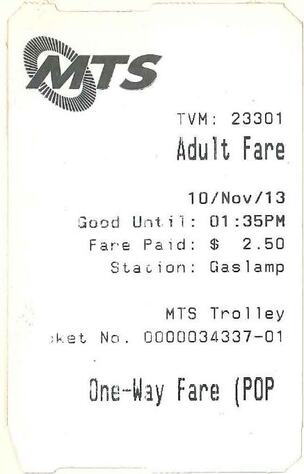 MTS
TVM: 23301
Adult Fare
10/Nov/13
Good Until: 01:35PM
Fare Paid: $ 2.50
Station: Gaslamp
MTS Trolley
ket No. 0000034337-01
One-Way Fare (POP